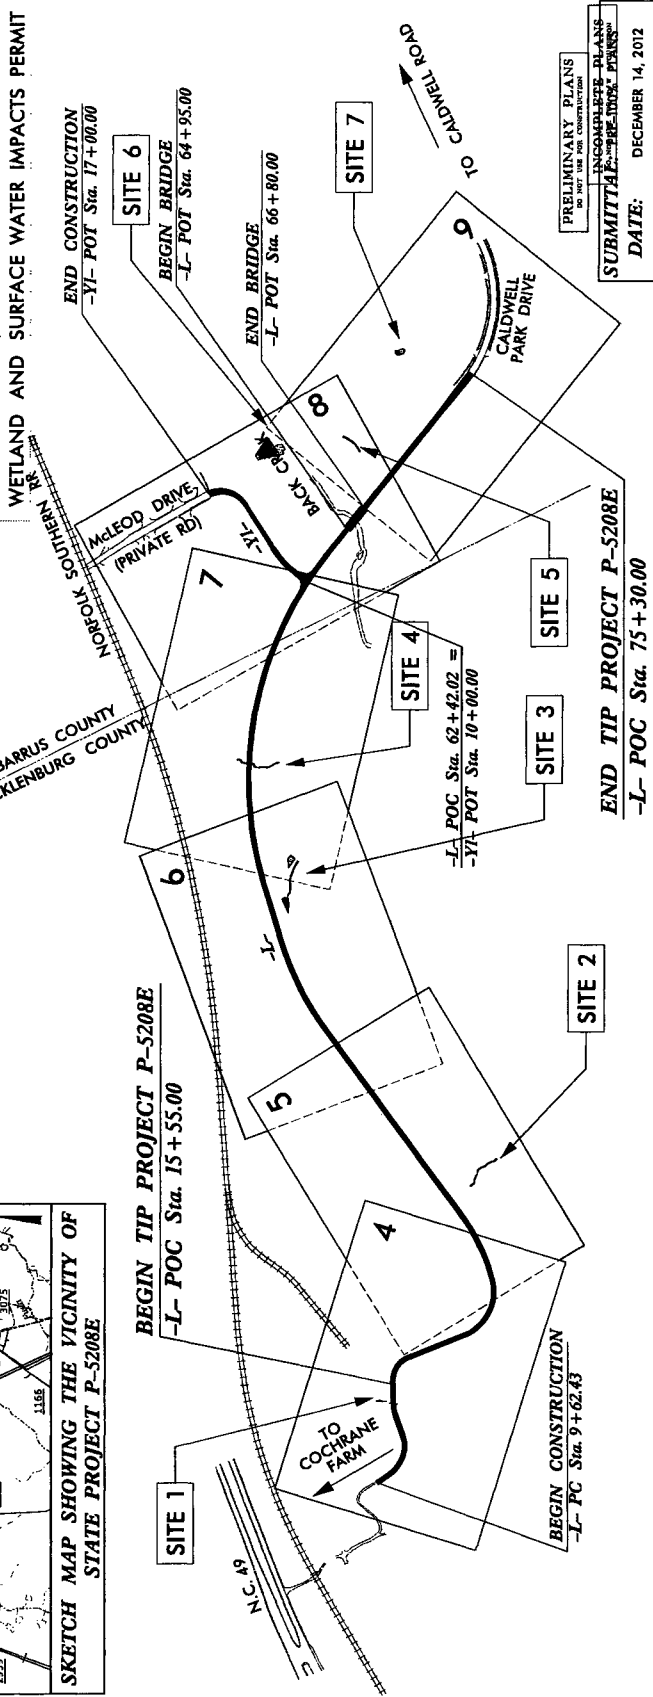 WETLAND AND SURFACE WATER IMPACTS PERMIT
3075
1166
SKETCH MAP SHOWING THE VICINITY OF
STATE PROJECT P-5208E
BEGIN TIP PROJECT P-5208E
-L- POC Sta. 15+55.00
SITE 1
N.C. 49
TO
COCHRANE
FARM
BEGIN CONSTRUCTION
-L- PC Sta. 9+62.43
4
5
SITE 2
6
-L-
7
SITE 3
SITE 4
NORFOLK SOUTHERN RR
BARRUS COUNTY
CKLENBURG COUNTY
McLEOD DRIVE
(PRIVATE RD)
-Y1-
END CONSTRUCTION
-Y1- POT Sta. 17+00.00
SITE 6
BEGIN BRIDGE
-L- POT Sta. 64+95.00
END BRIDGE
-L- POT Sta. 66+80.00
BACK CREEK
8
SITE 7
9
CALDWELL
PARK DRIVE
TO CALDWELL ROAD
-L- POC Sta. 62+42.02 =
-Y1- POT Sta. 10+00.00
SITE 5
END TIP PROJECT P-5208E
-L- POC Sta. 75+30.00
PRELIMINARY PLANS
DO NOT USE FOR CONSTRUCTION
INCOMPLETE PLANS
SUBMITTAL:
DATE: DECEMBER 14, 2012